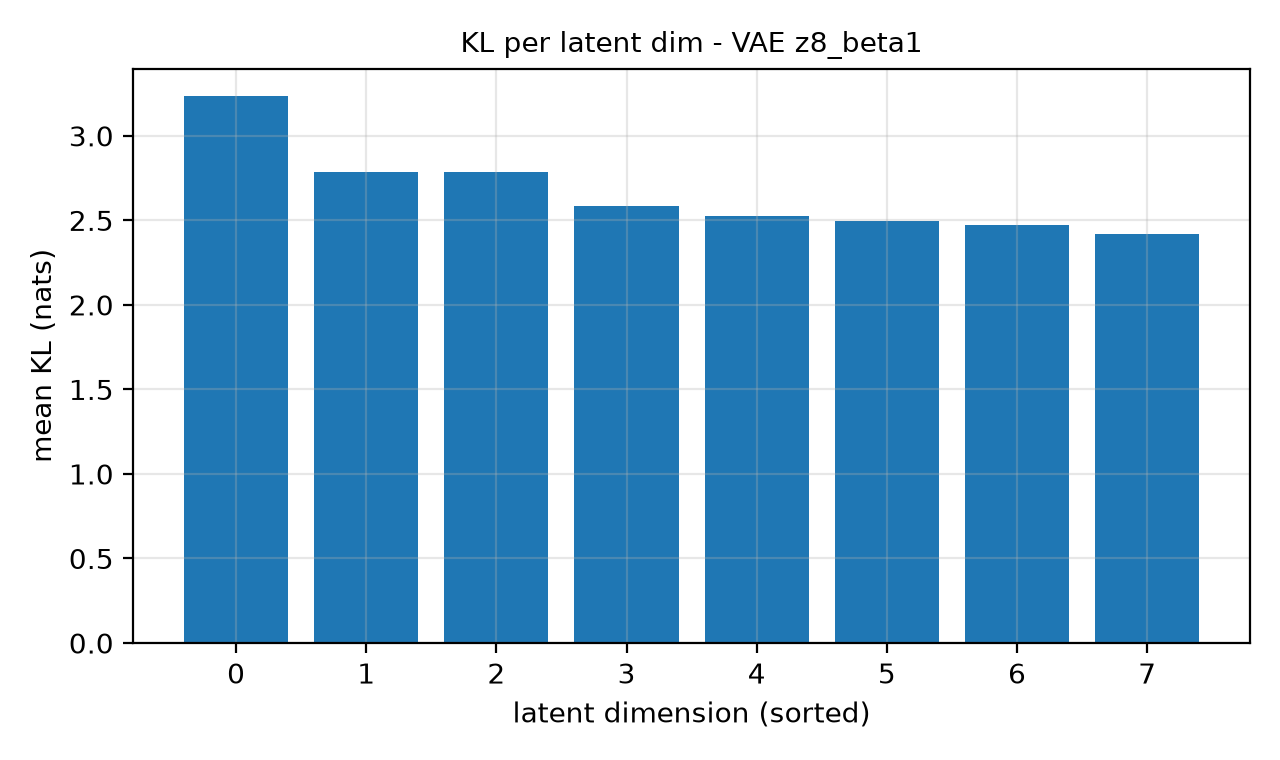 KL per latent dim - VAE z8_beta1
mean KL (nats)
3.0
2.5
2.0
1.5
1.0
0.5
0.0
0 1 2 3 4 5 6 7
latent dimension (sorted)